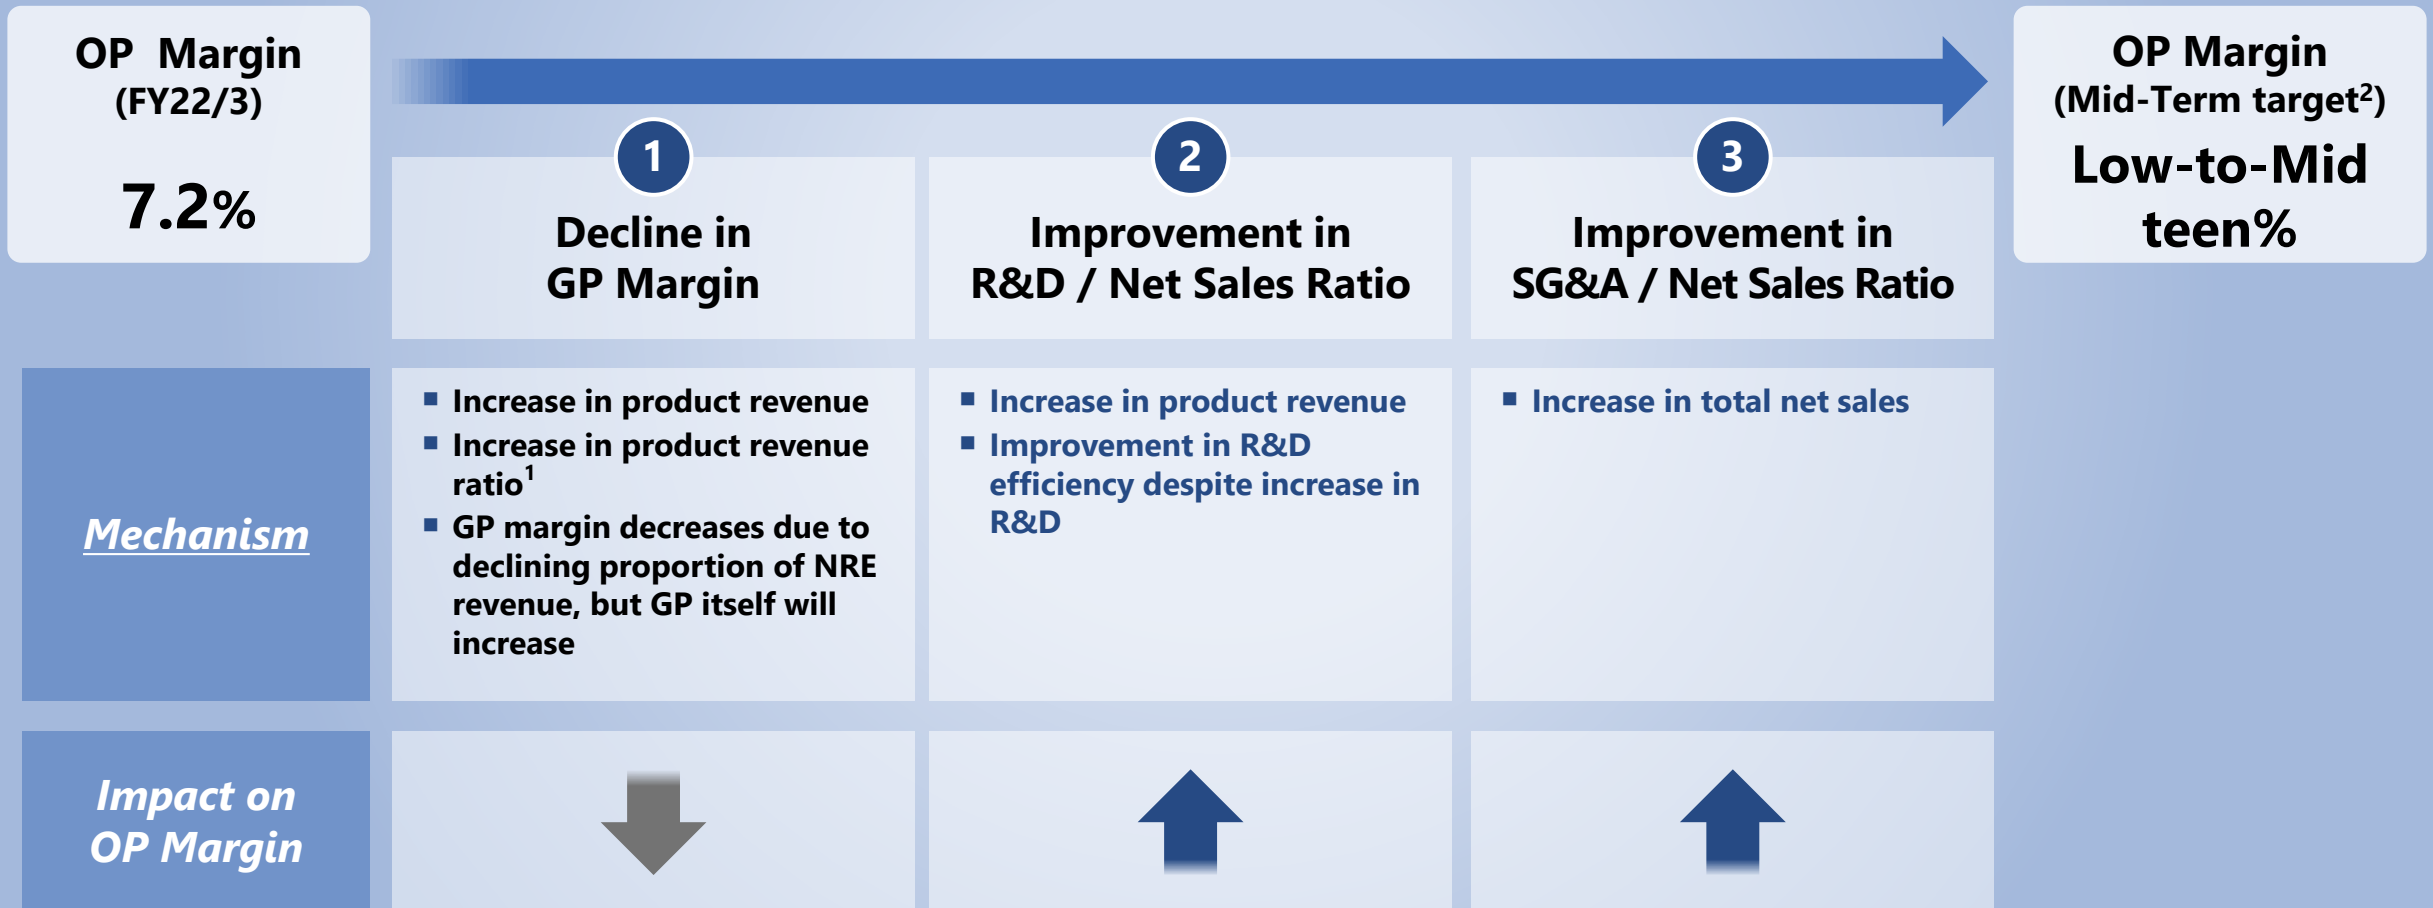 OP Margin
(FY22/3)
7.2%
OP Margin
(Mid-Term target²)
Low-to-Mid
teen%
1
Decline in
GP Margin
2
Improvement in
R&D / Net Sales Ratio
3
Improvement in
SG&A / Net Sales Ratio
Mechanism
▪ Increase in product revenue
▪ Increase in product revenue
ratio¹
▪ GP margin decreases due to
declining proportion of NRE
revenue, but GP itself will
increase
▪ Increase in product revenue
▪ Improvement in R&D
efficiency despite increase in
R&D
▪ Increase in total net sales
Impact on
OP Margin